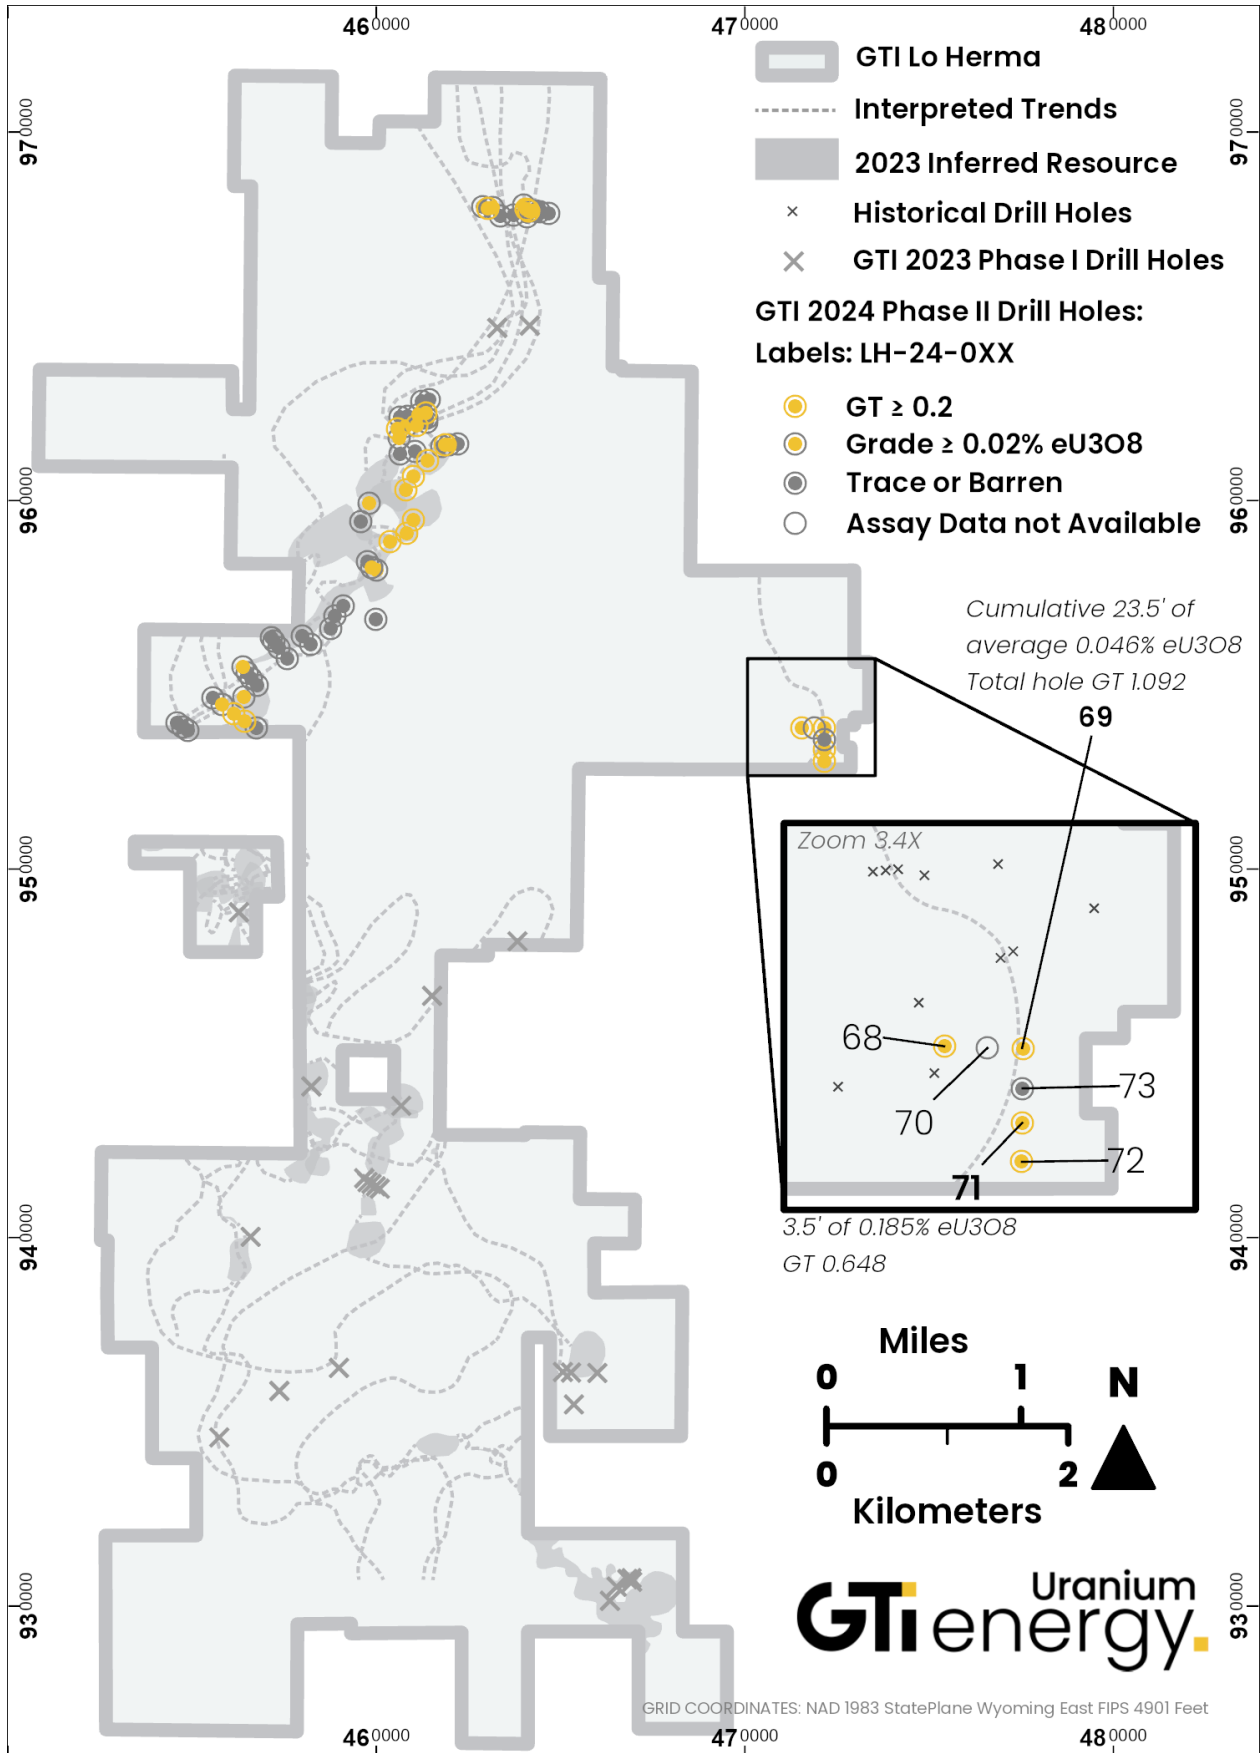 460000
470000
480000
GTI Lo Herma
Interpreted Trends
2023 Inferred Resource
Historical Drill Holes
GTI 2023 Phase I Drill Holes
GTI 2024 Phase II Drill Holes:
Labels: LH-24-0XX
GT ≥ 0.2
Grade ≥ 0.02% eU3O8
Trace or Barren
Assay Data not Available
970000
970000
960000
960000
Cumulative 23.5' of
average 0.046% eU3O8
Total hole GT 1.092
69
950000
950000
Zoom 3.4X
68
70
73
72
71
3.5' of 0.185% eU3O8
GT 0.648
940000
940000
Miles
0 1
N
0 2
Kilometers
930000
930000
GTi Uranium
energy.
GRID COORDINATES: NAD 1983 StatePlane Wyoming East FIPS 4901 Feet
460000
470000
480000